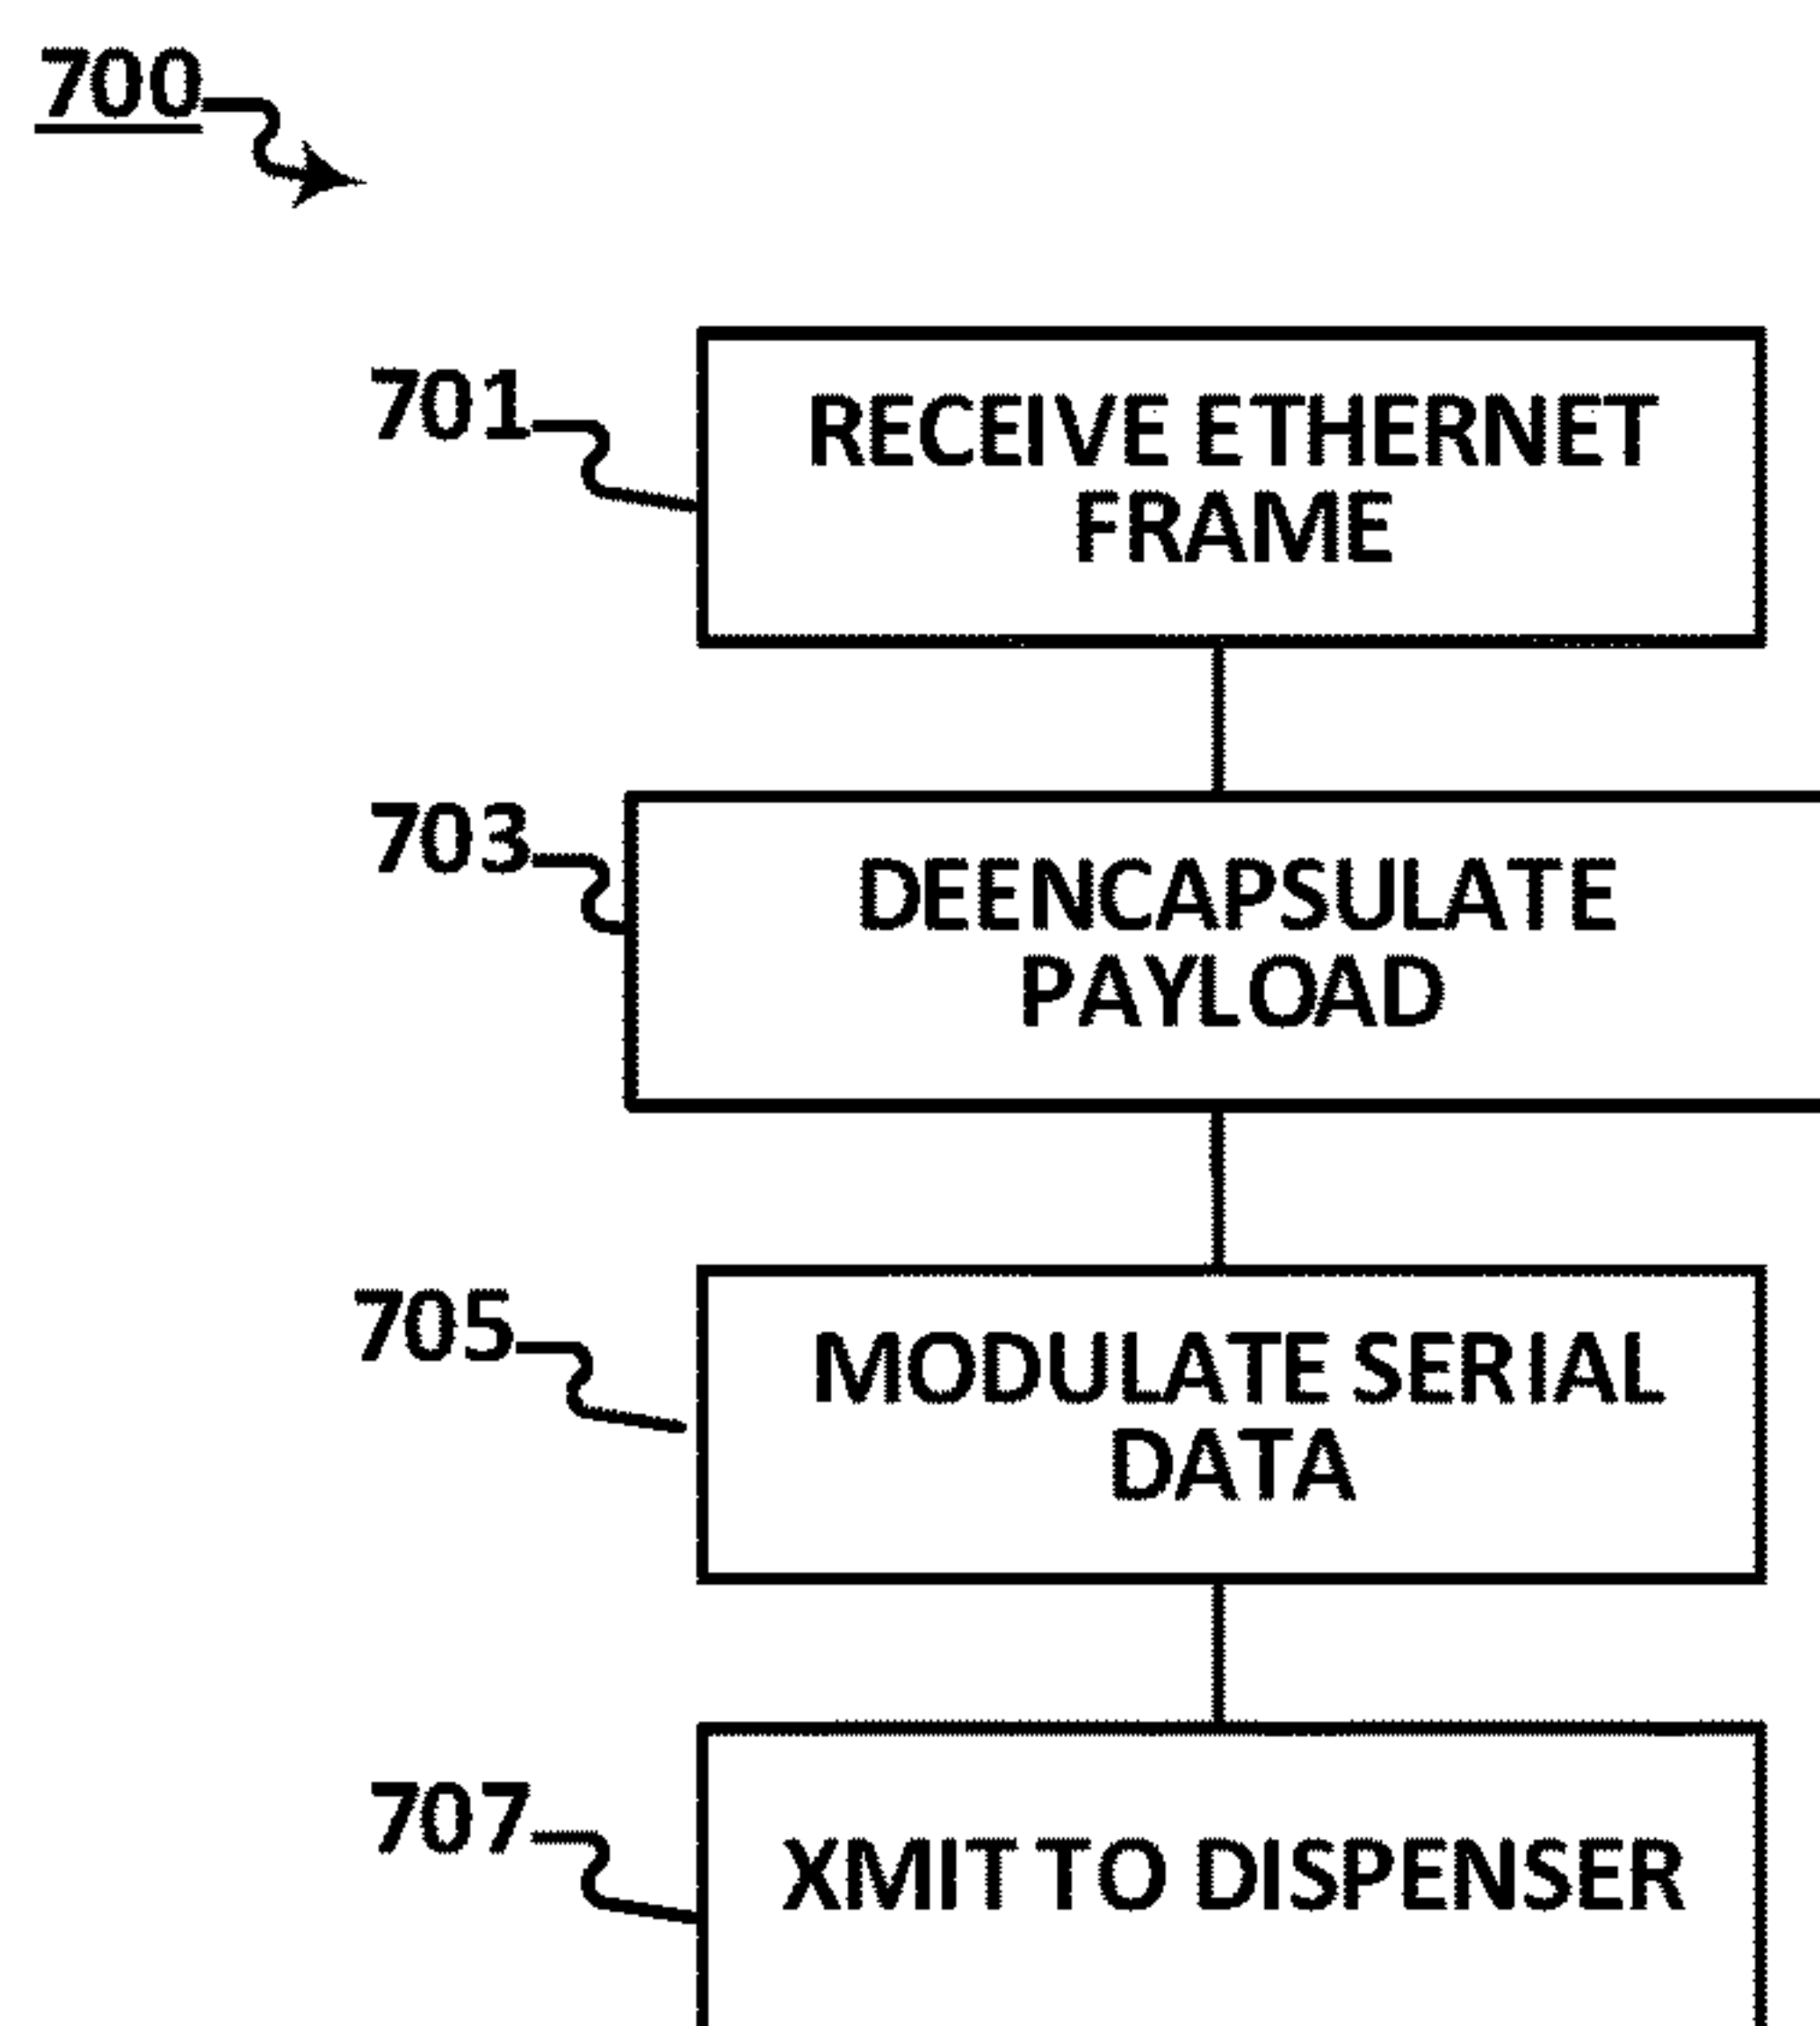 700
701
RECEIVE ETHERNET
FRAME
703
DEENCAPSULATE
PAYLOAD
705
MODULATE SERIAL
DATA
707
XMIT TO DISPENSER